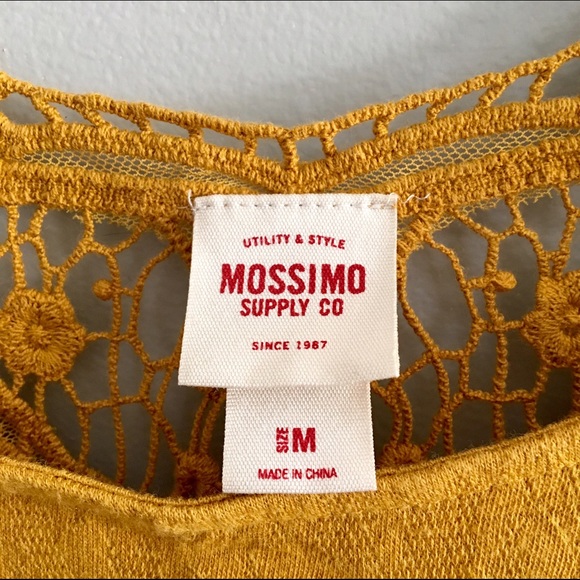 UTILITY & STYLE
MOSSIMO
SUPPLY CO
SINCE 1987
SIZE M
MADE IN CHINA